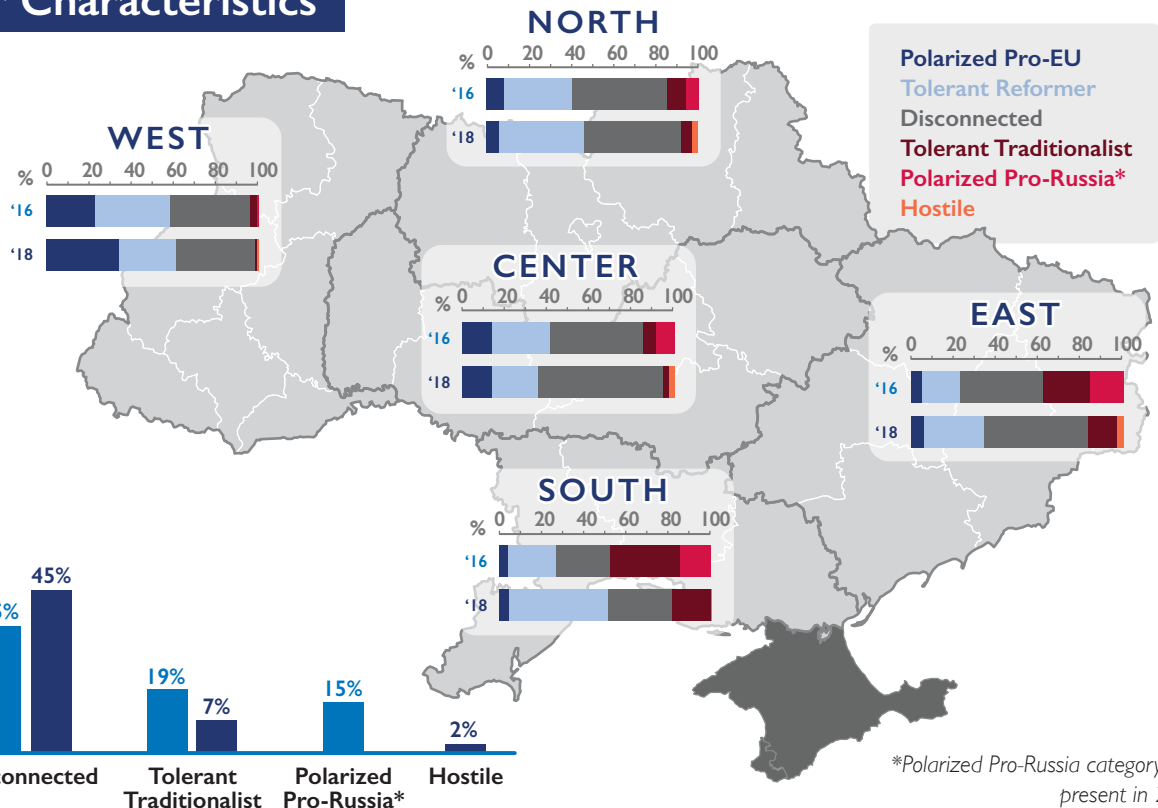 Characteristics
NORTH
% 0 20 40 60 80 100
‘16
‘18
Polarized Pro-EU
Tolerant Reformer
Disconnected
Tolerant Traditionalist
Polarized Pro-Russia*
Hostile
WEST
% 0 20 40 60 80 100
‘16
‘18
CENTER
% 0 20 40 60 80 100
‘16
‘18
EAST
% 0 20 40 60 80 100
‘16
‘18
SOUTH
% 0 20 40 60 80 100
‘16
‘18
45%
19%
7%
15%
2%
connected
Tolerant
Traditionalist
Polarized
Pro-Russia*
Hostile
*Polarized Pro-Russia category
present in